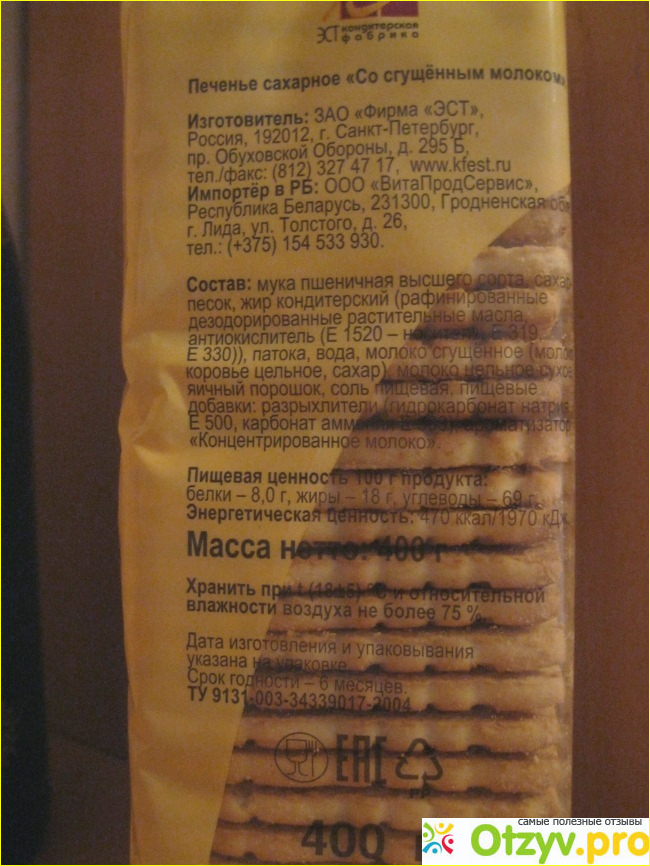 ЭСТ кондитерская
фабрика
Печенье сахарное «Со сгущённым молоком»
Изготовитель: ЗАО «Фирма «ЭСТ»,
Россия, 192012, г. Санкт-Петербург,
пр. Обуховской Обороны, д. 295 Б,
тел./факс: (812) 327 47 17, www.kfest.ru
Импортёр в РБ: ООО «ВитаПродСервис»,
Республика Беларусь, 231300, Гродненская
г. Лида, ул. Толстого, д. 26,
тел.: (+375) 154 533 930.
Состав: мука пшеничная высшего сорта,
песок, жир кондитерский (рафинированные
дезодорированные растительные масла,
антиокислитель (Е 1520 – носитель, Е 319,
Е 330)), патока, вода, молоко сгущённое
коровье цельное, сахар), молоко цельное сухое
яичный порошок, соль пищевая, пищевые
добавки: разрыхлители (гидрокарбонат натрия
Е 500, карбонат аммония Е 503), ароматизатор
«Концентрированное молоко».
Пищевая ценность 100 г продукта:
белки – 8,0 г, жиры – 18 г, углеводы – 69 г.
Энергетическая ценность: 470 ккал/1970 кДж
Масса нетто: 400 г
Хранить при t (18±5) °С и относительной
влажности воздуха не более 75 %.
Дата изготовления и упаковывания
указана на упаковке.
Срок годности – 6 месяцев.
ТУ 9131-003-34339017-2004
EAC
PP
400 г
самые полезные отзывы
Otzyv.pro